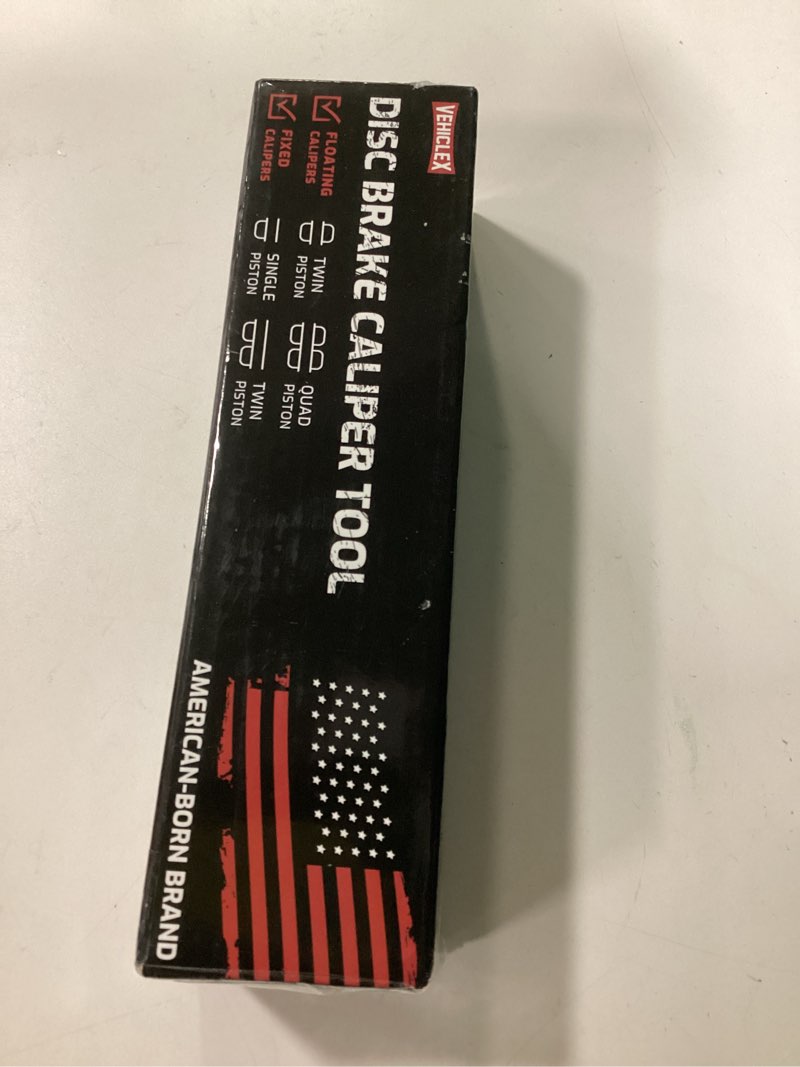 VEHICLEX
DISC BRAKE CALIPER TOOL
FLOATING
CALIPERS
TWIN
PISTON
QUAD
PISTON
FIXED
CALIPERS
SINGLE
PISTON
TWIN
PISTON
AMERICAN-BORN BRAND